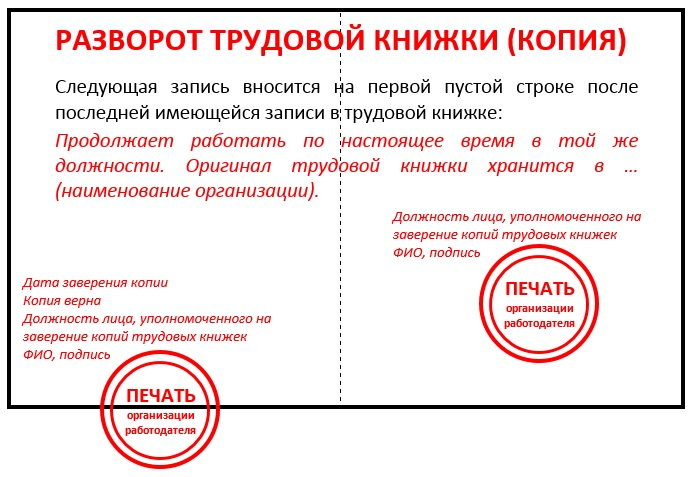 РАЗВОРОТ ТРУДОВОЙ КНИЖКИ (КОПИЯ)
Следующая запись вносится на первой пустой строке после
последней имеющейся записи в трудовой книжке:
Продолжает работать по настоящее время в той же
должности. Оригинал трудовой книжки хранится в ...
(наименование организации).
Должность лица, уполномоченного на
заверение копий трудовых книжек
ФИО, подпись
ПЕЧАТЬ
организации
работодателя
Дата заверения копии
Копия верна
Должность лица, уполномоченного на
заверение копий трудовых книжек
ФИО, подпись
ПЕЧАТЬ
организации
работодателя